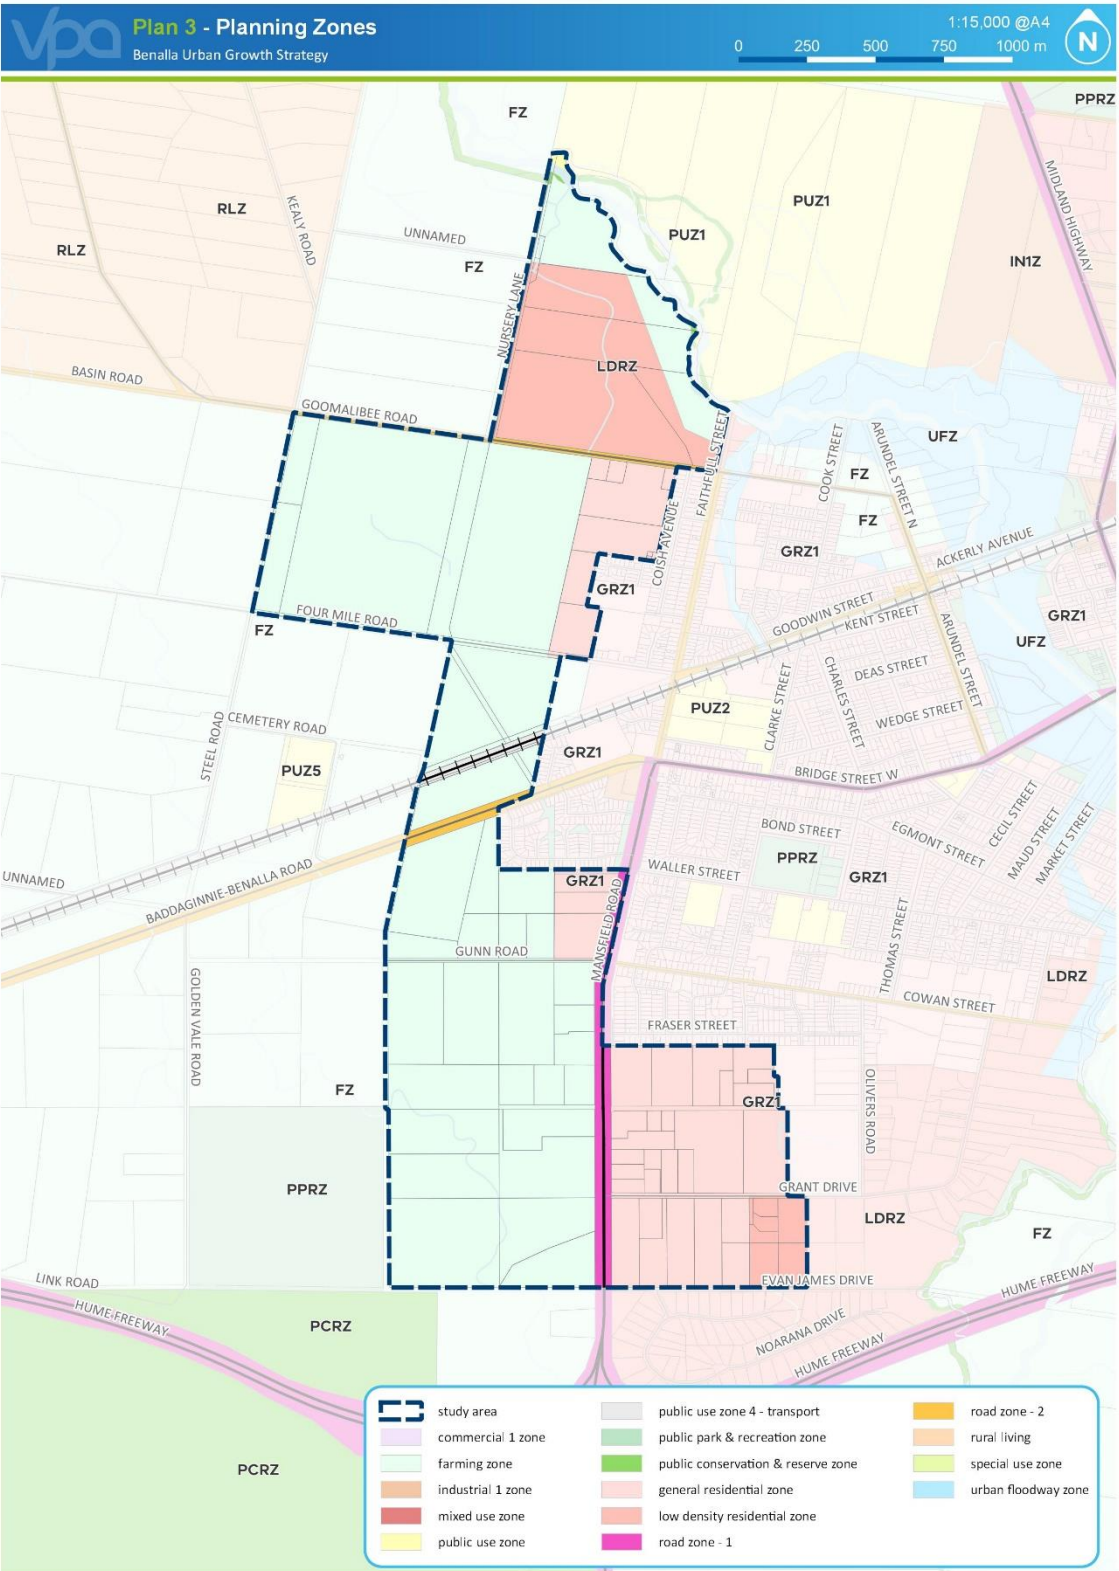 vpa
Plan 3 - Planning Zones
Benalla Urban Growth Strategy
1:15,000 @A4
0 250 500 750 1000 m
N
FZ
PPRZ
MIDLAND HIGHWAY
RLZ
KEALY ROAD
PUZ1
UNNAMED
PUZ1
RLZ
FZ
IN1Z
NURSERY LANE
LDRZ
BASIN ROAD
GOOMALIBEE ROAD
FAITHFULL STREET
COOK STREET
ARUNDEL STREET N
UFZ
FZ
FZ
COISH AVENUE
GRZ1
ACKERLY AVENUE
GRZ1
GOODWIN STREET
KENT STREET
FOUR MILE ROAD
FZ
ARUNDEL STREET
GRZ1
UFZ
DEAS STREET
CHARLES STREET
CLARKE STREET
PUZ2
WEDGE STREET
CEMETERY ROAD
STEEL ROAD
GRZ1
PUZ5
BRIDGE STREET W
BOND STREET
EGMONT STREET
CECIL STREET
MAUD STREET
MARKET STREET
PPRZ
WALLER STREET
GRZ1
GRZ1
UNNAMED
BADDAGINNIE-BENALLA ROAD
MANSFIELD ROAD
THOMAS STREET
GUNN ROAD
LDRZ
GOLDEN VALE ROAD
COWAN STREET
FRASER STREET
OLIVERS ROAD
FZ
GRZ1
PPRZ
GRANT DRIVE
LDRZ
FZ
LINK ROAD
EVAN JAMES DRIVE
HUME FREEWAY
HUME FREEWAY
PCRZ
NOARANA DRIVE
HUME FREEWAY
PCRZ
study area
commercial 1 zone
farming zone
industrial 1 zone
mixed use zone
public use zone
public use zone 4 - transport
public park & recreation zone
public conservation & reserve zone
general residential zone
low density residential zone
road zone - 1
road zone - 2
rural living
special use zone
urban floodway zone